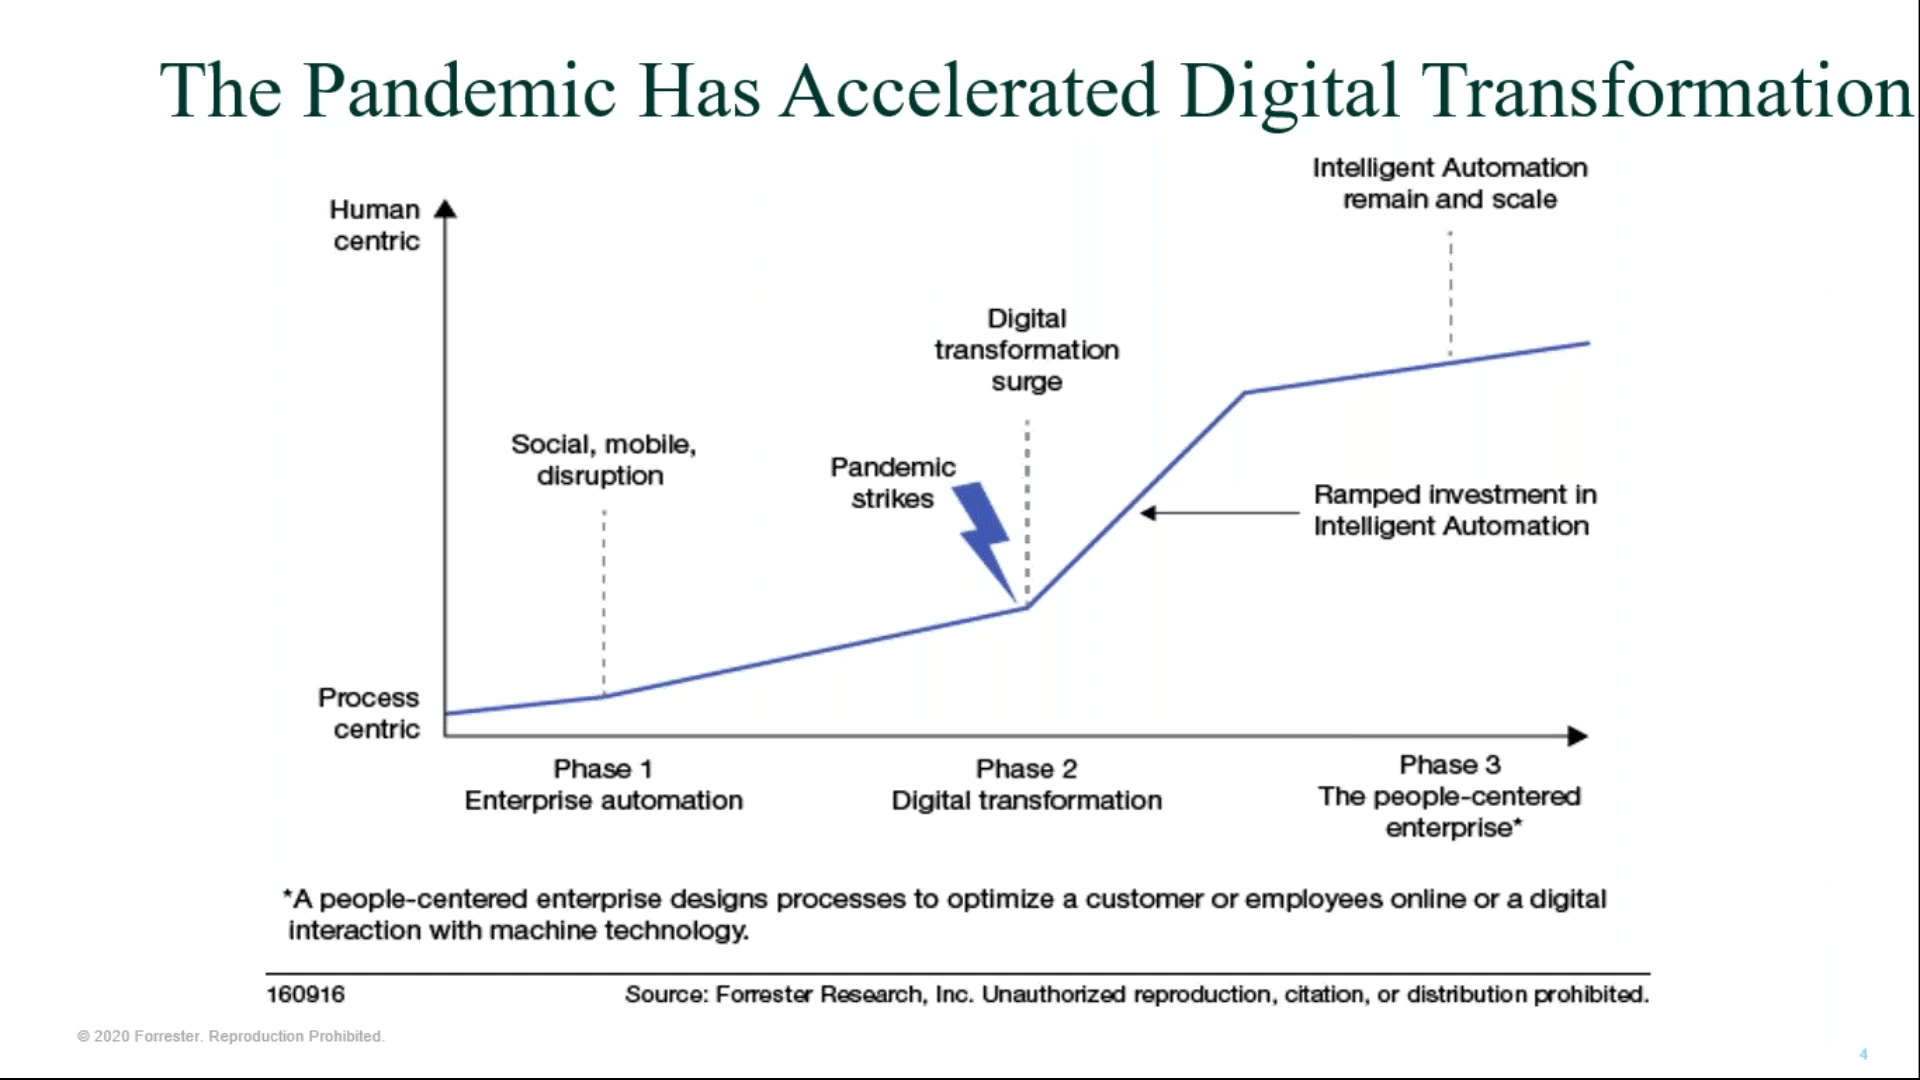 The Pandemic Has Accelerated Digital Transformation
Intelligent Automation
remain and scale
Human
centric
Digital
transformation
surge
Social, mobile,
disruption
Pandemic
strikes
Ramped investment in
Intelligent Automation
Process
centric
Phase 1
Enterprise automation
Phase 2
Digital transformation
Phase 3
The people-centered
enterprise*
*A people-centered enterprise designs processes to optimize a customer or employees online or a digital
interaction with machine technology.
160916
Source: Forrester Research, Inc. Unauthorized reproduction, citation, or distribution prohibited.
© 2020 Forrester. Reproduction Prohibited.
4